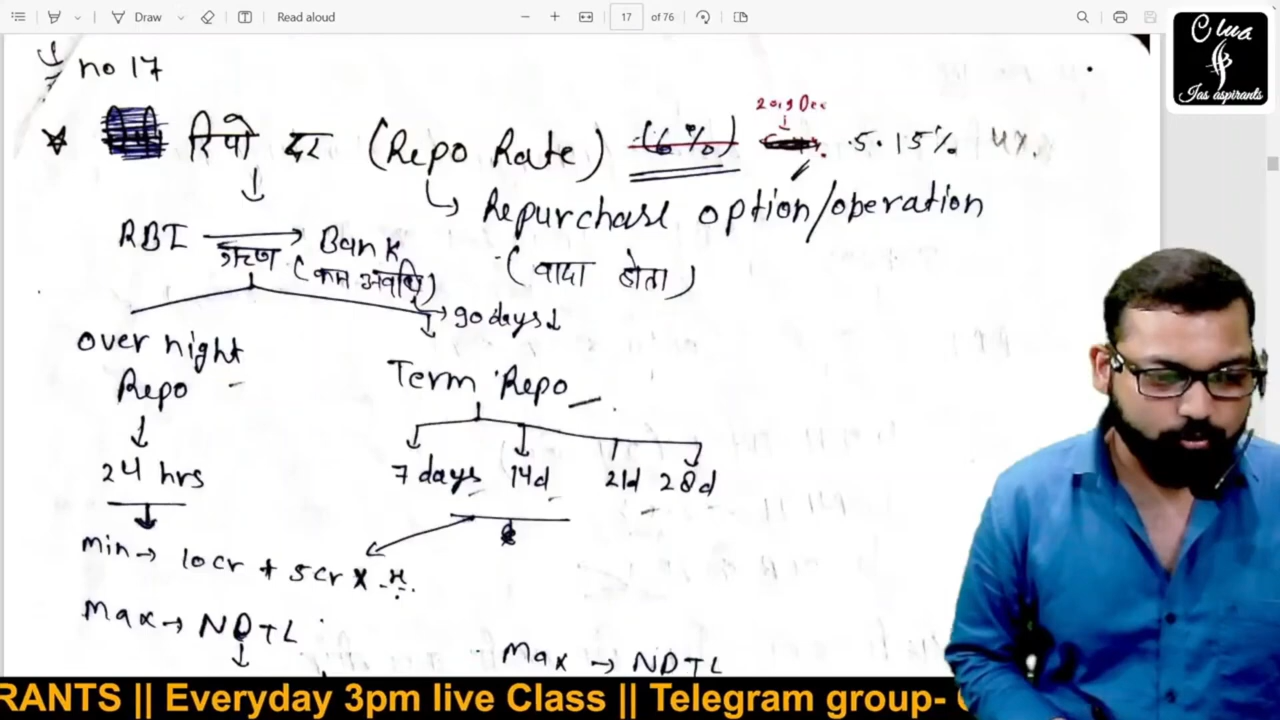 Draw
Read aloud
17
of 76
Clua
Ias aspirants
no 17
2019 Dec
रिपो दर (Repo Rate) (6%) 5.15% 4%.
Repurchase option/operation
RBI Bank
ऋण (कम अवधि) (वादा होता)
90 days↓
over night Repo
Term Repo
24 hrs
7 days 14d 21d 28d
min→ 10cr + 5cr x n
Max→ NDTL
Max → NDTL
RANTS || Everyday 3pm live Class || Telegram group-